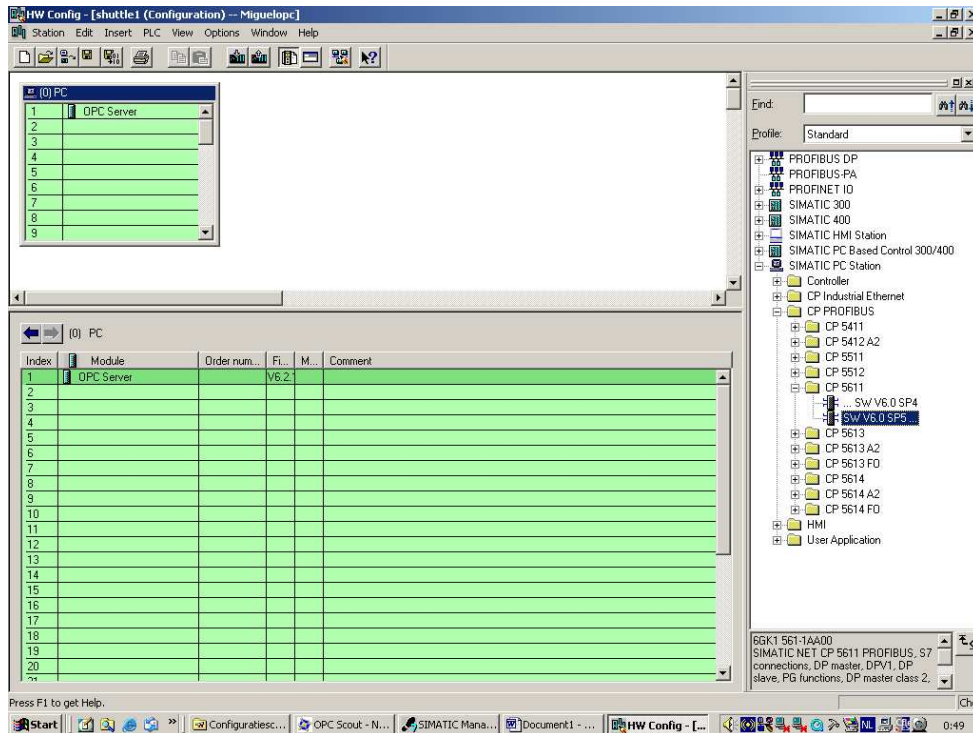 HW Config - [shuttle1 (Configuration) -- Miguelopc]
Station Edit Insert PLC View Options Window Help
(0) PC
1 OPC Server
2
3
4
5
6
7
8
9
Find:
Profile: Standard
PROFIBUS DP
PROFIBUS-PA
PROFINET IO
SIMATIC 300
SIMATIC 400
SIMATIC HMI Station
SIMATIC PC Based Control 300/400
SIMATIC PC Station
Controller
CP Industrial Ethernet
CP PROFIBUS
CP 5411
CP 5412 A2
CP 5511
CP 5512
CP 5611
... SW V6.0 SP4
SW V6.0 SP5 ...
CP 5613
CP 5613 A2
CP 5613 FO
CP 5614
CP 5614 A2
CP 5614 FO
HMI
User Application
(0) PC
Index Module Order num... Fi... M... Comment
1 OPC Server V6.2.
2
3
4
5
6
7
8
9
10
11
12
13
14
15
16
17
18
19
20
21
6GK1 561-1AA00
SIMATIC NET CP 5611 PROFIBUS, S7
connections, DP master, DPV1, DP
slave, PG functions, DP master class 2,
Press F1 to get Help.
Ch
Start » Configuratiesc... OPC Scout - N... SIMATIC Mana... Document1 - ... HW Config - [... NL 0:49